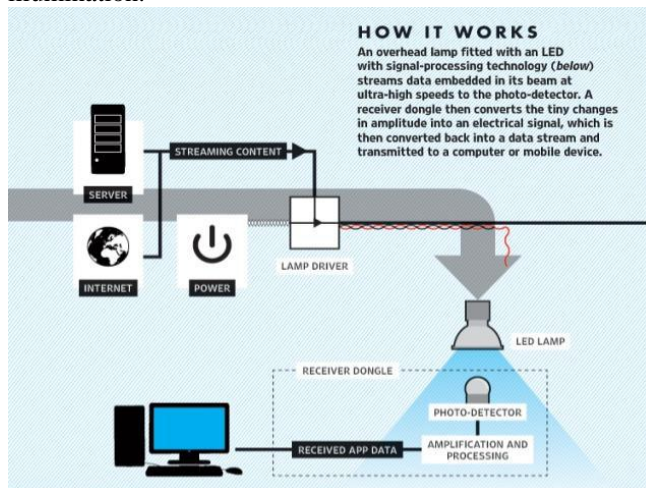 HOW IT WORKS
An overhead lamp fitted with an LED
with signal-processing technology (below)
streams data embedded in its beam at
ultra-high speeds to the photo-detector. A
receiver dongle then converts the tiny changes
in amplitude into an electrical signal, which is
then converted back into a data stream and
transmitted to a computer or mobile device.
STREAMING CONTENT
SERVER
INTERNET
POWER
LAMP DRIVER
LED LAMP
RECEIVER DONGLE
PHOTO-DETECTOR
RECEIVED APP DATA
AMPLIFICATION AND
PROCESSING